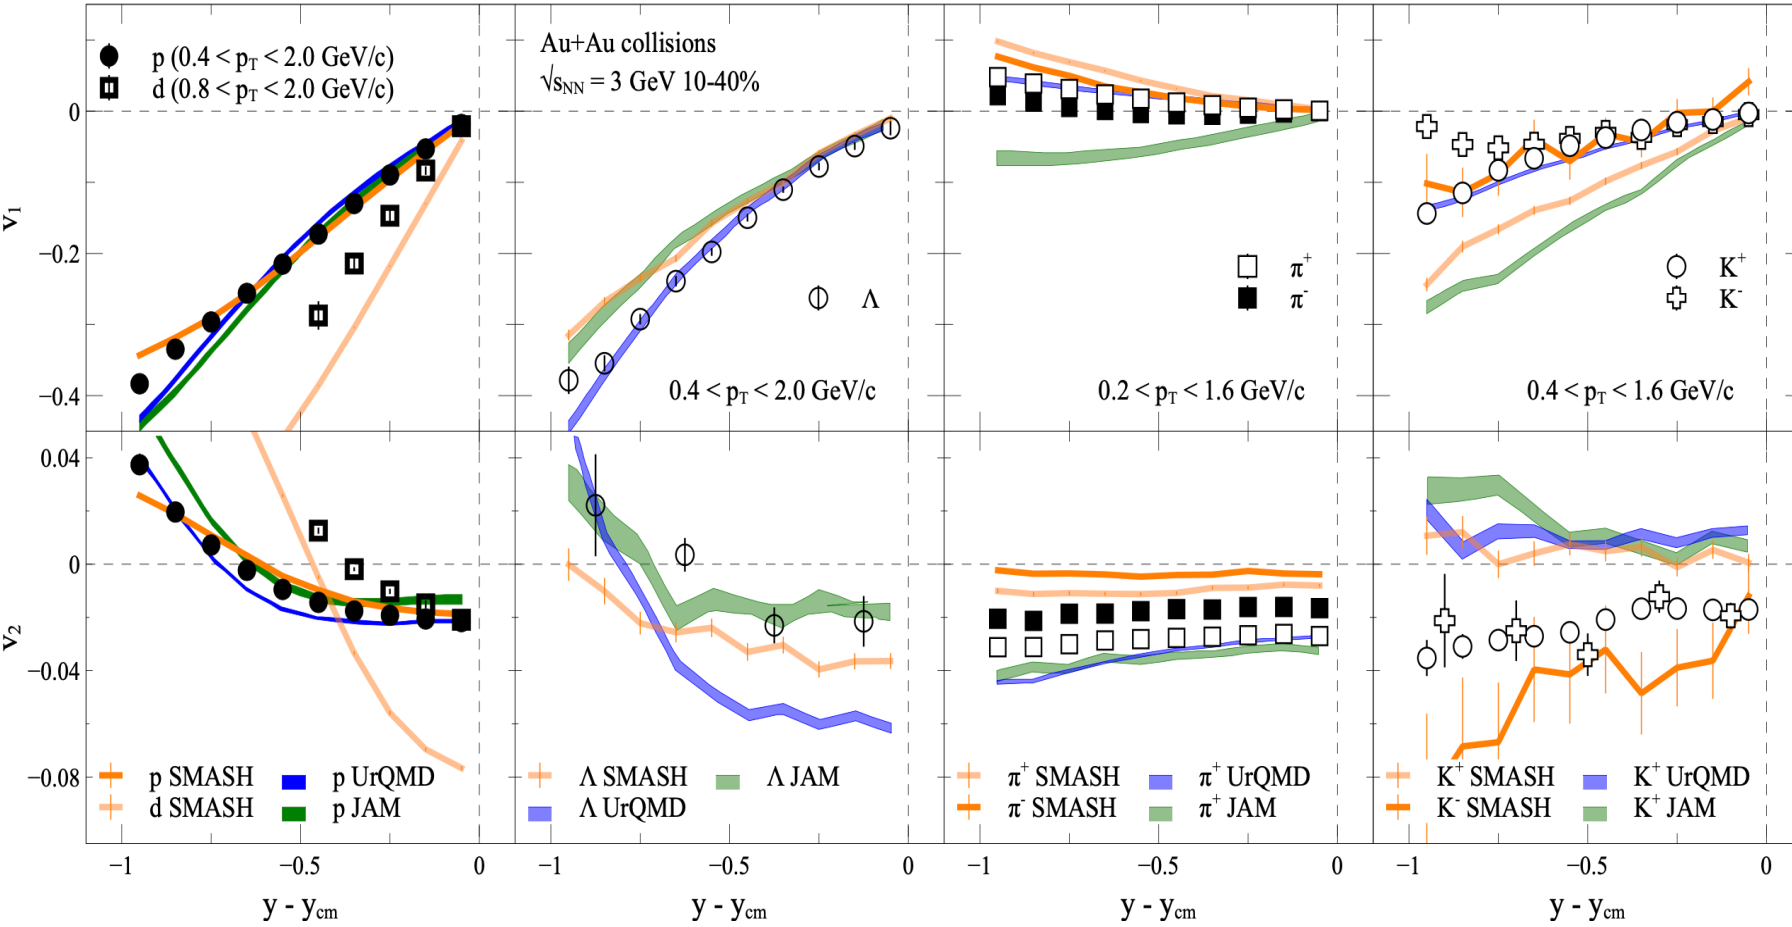 p (0.4 < pT < 2.0 GeV/c)
d (0.8 < pT < 2.0 GeV/c)
Au+Au collisions
√sNN = 3 GeV 10-40%
0
−0.2
−0.4
v1
Λ
0.4 < pT < 2.0 GeV/c
π+
π-
0.2 < pT < 1.6 GeV/c
K+
K-
0.4 < pT < 1.6 GeV/c
0.04
0
−0.04
−0.08
v2
p SMASH p UrQMD
d SMASH p JAM
Λ SMASH Λ JAM
Λ UrQMD
π+ SMASH π+ UrQMD
π- SMASH π+ JAM
K+ SMASH K+ UrQMD
K- SMASH K+ JAM
−1 −0.5 0
−1 −0.5 0
−1 −0.5 0
−1 −0.5 0
y - ycm
y - ycm
y - ycm
y - ycm